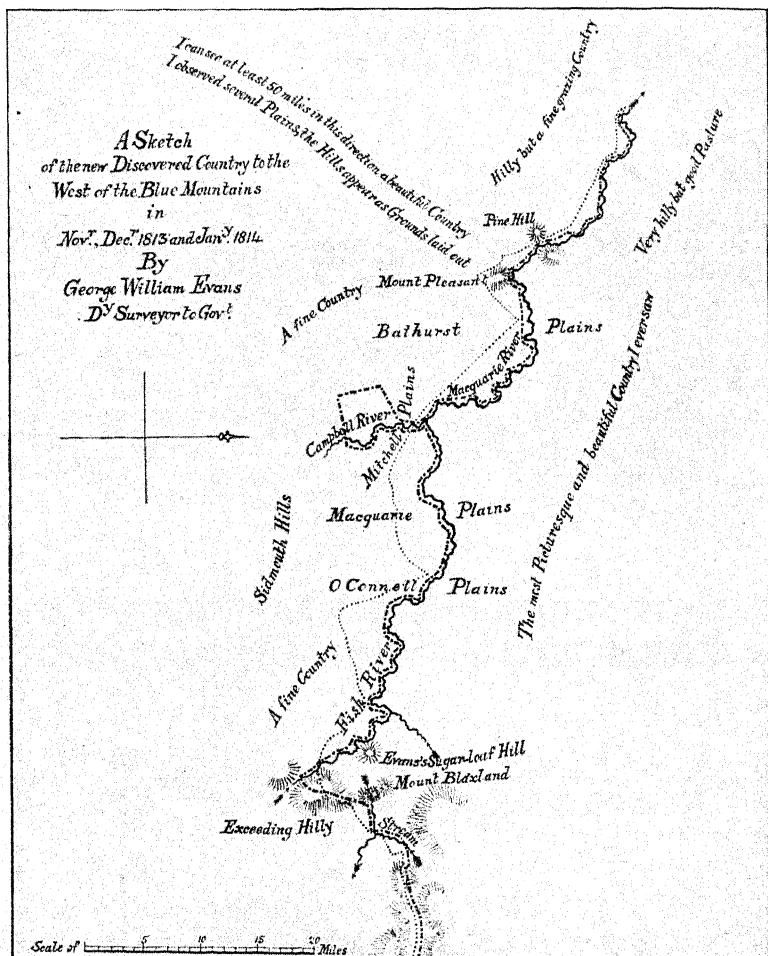 I can see at least 50 miles in this direction a beautiful Country
I observed several Plains, the Hills appear as Grounds laid out
Hilly but a fine grazing Country
Very hilly but good Pasture
A Sketch
of the new Discovered Country to the
West of the Blue Mountains
in
Novr., Decr. 1813 and Jany. 1814
By
George William Evans
Dy Surveyor to Govt.
Pine Hill
Mount Pleasant
A fine Country
Bathurst Plains
Macquarie River
The most Picturesque and beautiful Country I ever saw
Campbell River
Mitchell Plains
Macquarie Plains
Sidmouth Hills
O Connell Plains
A fine Country
Fish River
Evans's Sugar-loaf Hill
Mount Blaxland
Exceeding Hilly
Stream
Scale of 5 10 15 20 Miles